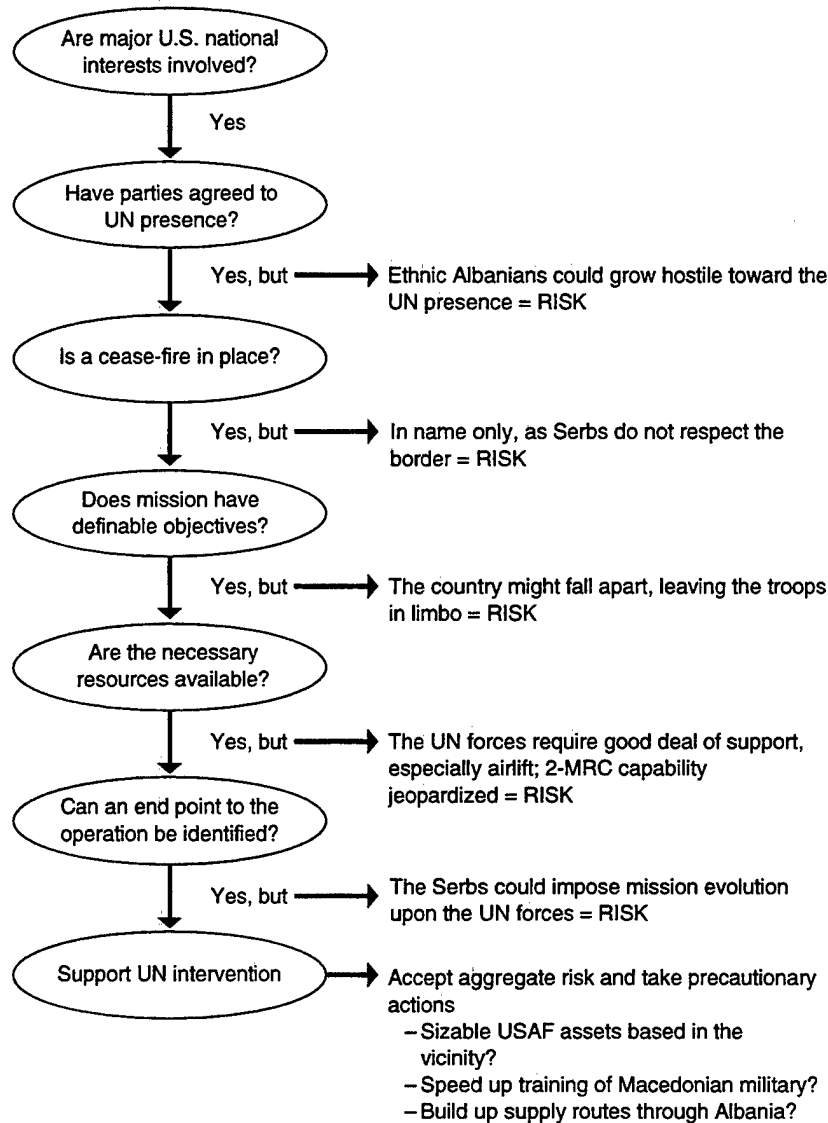 Are major U.S. national
interests involved?
Yes
Have parties agreed to
UN presence?
Yes, but
Ethnic Albanians could grow hostile toward the
UN presence = RISK
Is a cease-fire in place?
Yes, but
In name only, as Serbs do not respect the
border = RISK
Does mission have
definable objectives?
Yes, but
The country might fall apart, leaving the troops
in limbo = RISK
Are the necessary
resources available?
Yes, but
The UN forces require good deal of support,
especially airlift; 2-MRC capability
jeopardized = RISK
Can an end point to the
operation be identified?
Yes, but
The Serbs could impose mission evolution
upon the UN forces = RISK
Support UN intervention
Accept aggregate risk and take precautionary
actions
– Sizable USAF assets based in the
vicinity?
– Speed up training of Macedonian military?
– Build up supply routes through Albania?